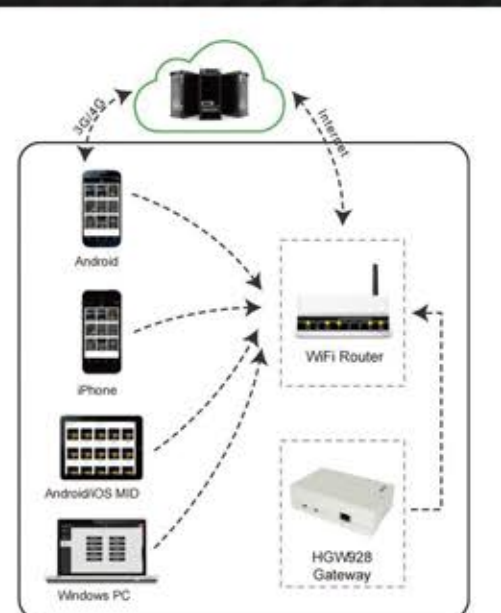 3G/4G
Internet
Android
WiFi Router
iPhone
Android/iOS MID
HGW928
Gateway
Windows PC